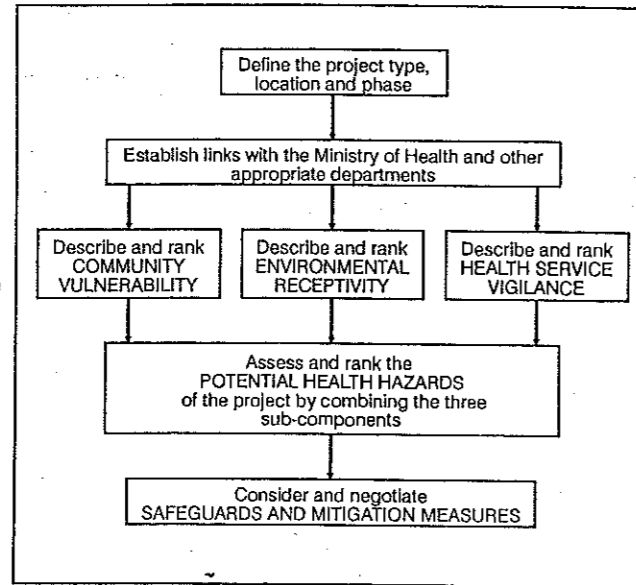 Define the project type,
location and phase
Establish links with the Ministry of Health and other
appropriate departments
Describe and rank
COMMUNITY
VULNERABILITY
Describe and rank
ENVIRONMENTAL
RECEPTIVITY
Describe and rank
HEALTH SERVICE
VIGILANCE
Assess and rank the
POTENTIAL HEALTH HAZARDS
of the project by combining the three
sub-components
Consider and negotiate
SAFEGUARDS AND MITIGATION MEASURES